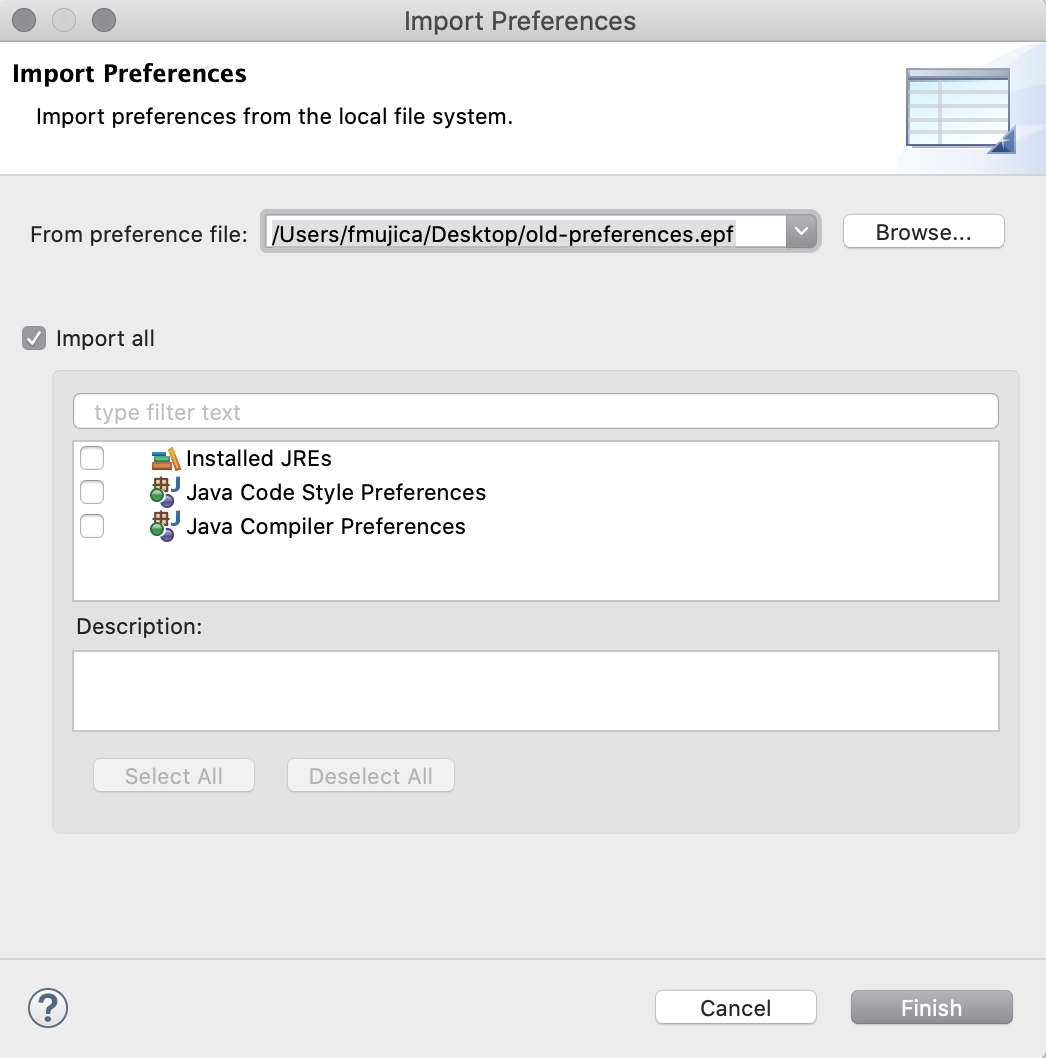 Import Preferences
Import Preferences
Import preferences from the local file system.
From preference file: /Users/fmujica/Desktop/old-preferences.epf Browse...
Import all
type filter text
Installed JREs
Java Code Style Preferences
Java Compiler Preferences
Description:
Select All Deselect All
? Cancel Finish